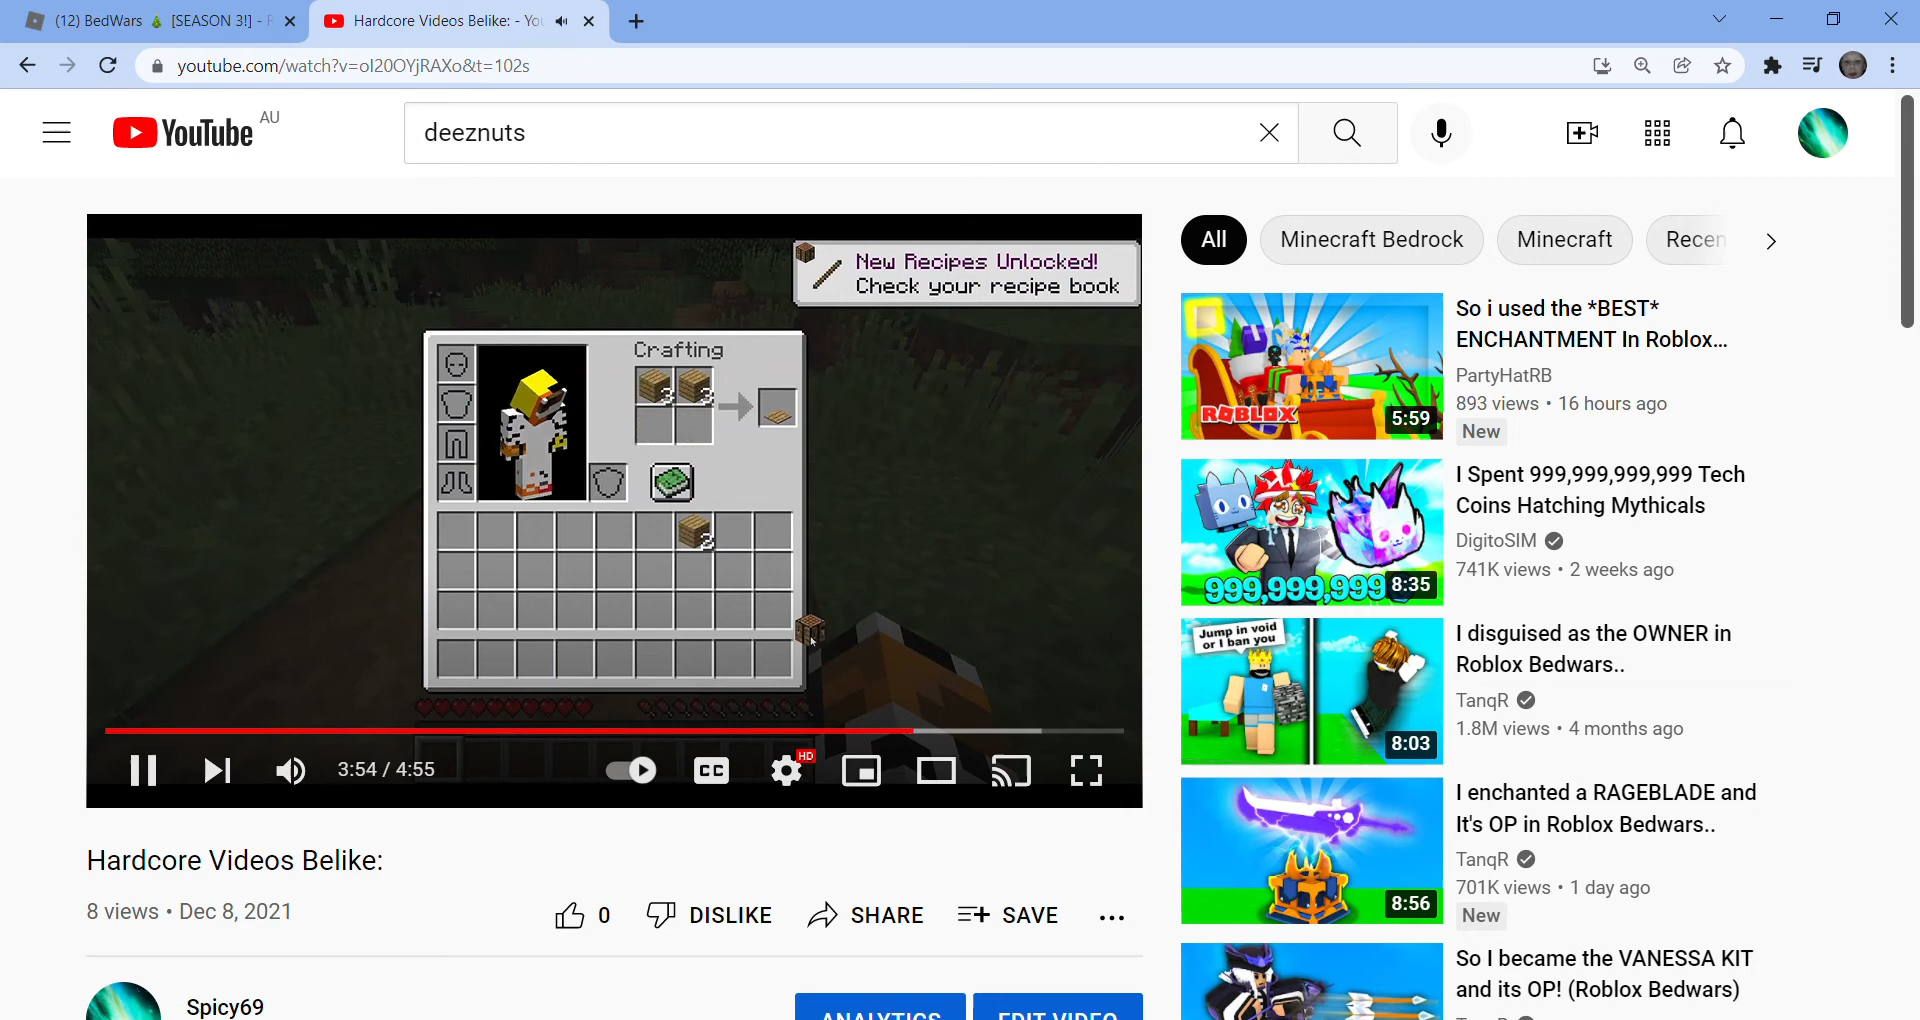 (12) BedWars 🎄 [SEASON 3!] -
Hardcore Videos Belike: - Yo
youtube.com/watch?v=oI20OYjRAXo&t=102s
YouTube AU
deeznuts
New Recipes Unlocked!
Check your recipe book
Crafting
3 3
2
3:54 / 4:55
CC
HD
Hardcore Videos Belike:
8 views • Dec 8, 2021
0 DISLIKE SHARE SAVE
Spicy69
ANALYTICS EDIT VIDEO
All Minecraft Bedrock Minecraft Recen
ROBLOX
5:59
So i used the *BEST*
ENCHANTMENT In Roblox...
PartyHatRB
893 views • 16 hours ago
New
999,999,999
8:35
I Spent 999,999,999,999 Tech
Coins Hatching Mythicals
DigitoSIM
741K views • 2 weeks ago
Jump in void
or I ban you
8:03
I disguised as the OWNER in
Roblox Bedwars..
TanqR
1.8M views • 4 months ago
8:56
I enchanted a RAGEBLADE and
It's OP in Roblox Bedwars..
TanqR
701K views • 1 day ago
New
So I became the VANESSA KIT
and its OP! (Roblox Bedwars)